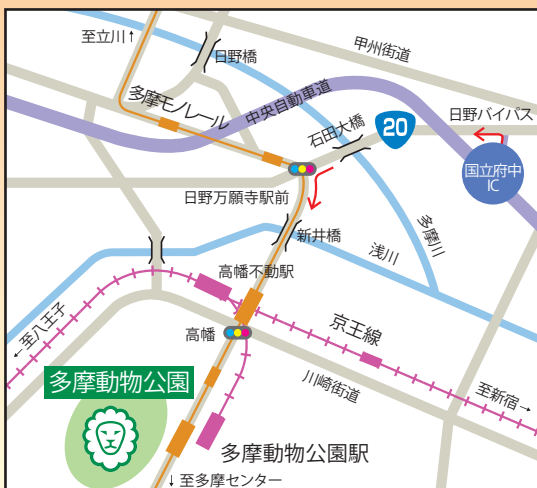 至立川↑
日野橋
甲州街道
多摩モノレール
中央自動車道
石田大橋
20
日野バイパス
国立府中
IC
日野万願寺駅前
新井橋
多摩川
浅川
高幡不動駅
←至八王子
高幡
京王線
川崎街道
至新宿→
多摩動物公園
多摩動物公園駅
↓至多摩センター